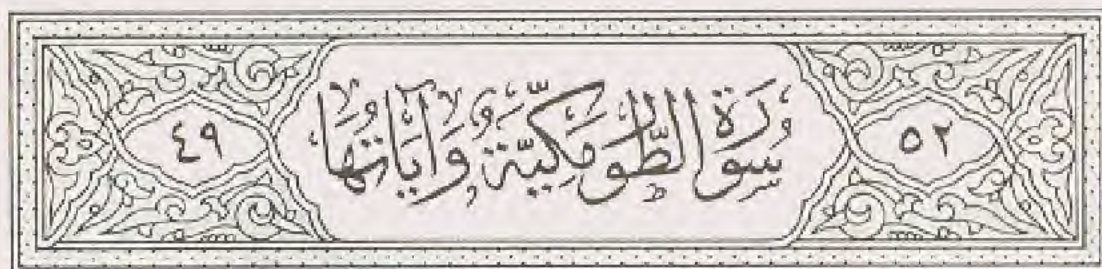 ٥٢ سُورَةُ الطُّورِ مَكِّيَّةٌ وَآيَاتُهَا ٤٩